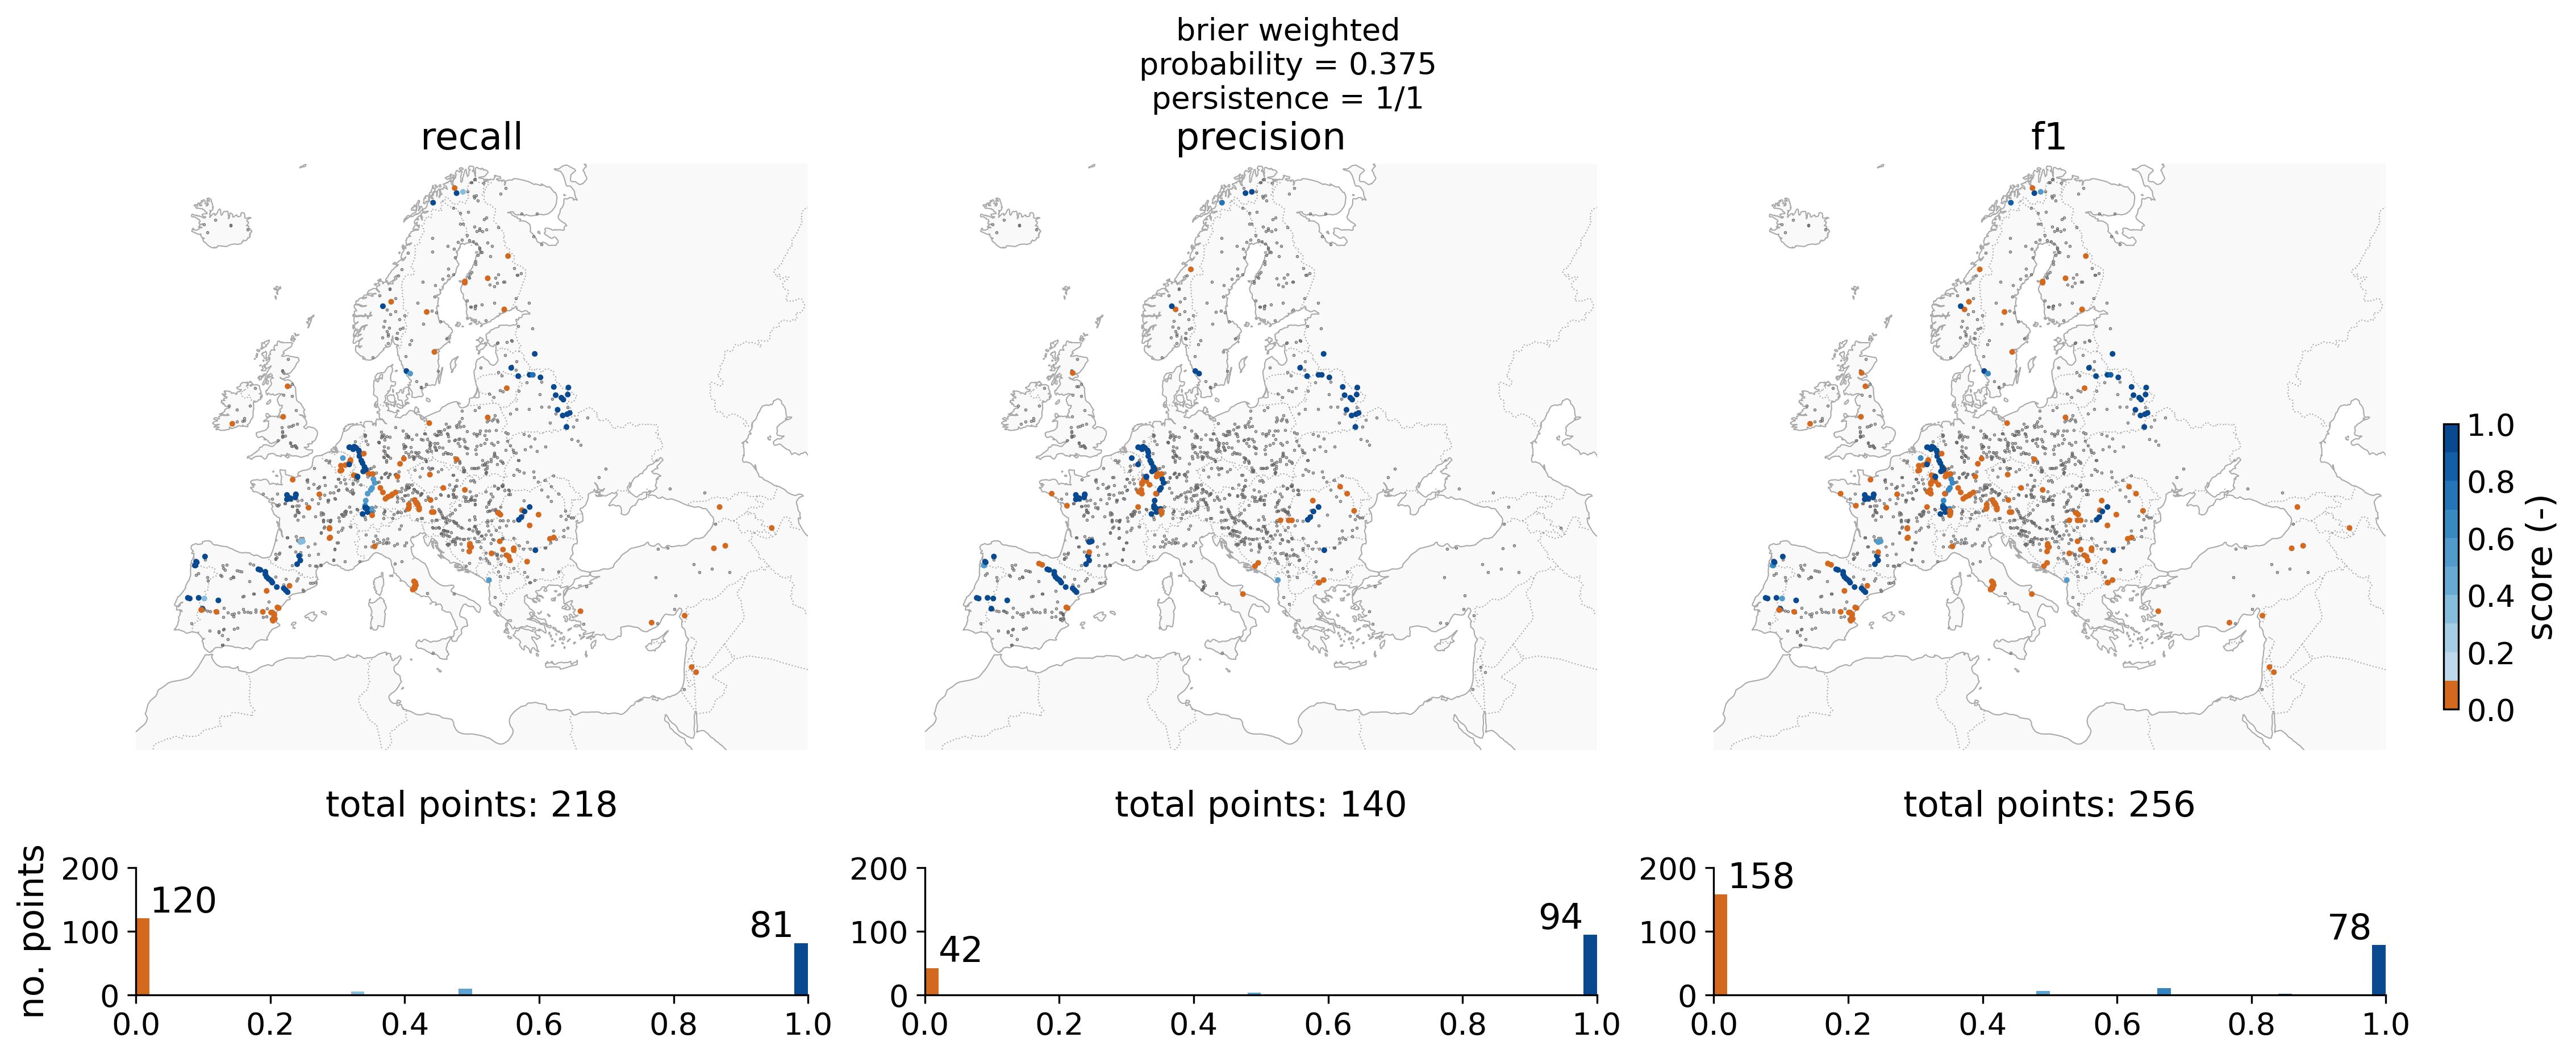 brier weighted
probability = 0.375
persistence = 1/1
recall
precision
f1
1.0
0.8
0.6
0.4
0.2
0.0
score (-)
total points: 218
total points: 140
total points: 256
no. points
200
100
0
120
81
0.0 0.2 0.4 0.6 0.8 1.0
200
100
0
42
94
0.0 0.2 0.4 0.6 0.8 1.0
200
100
0
158
78
0.0 0.2 0.4 0.6 0.8 1.0